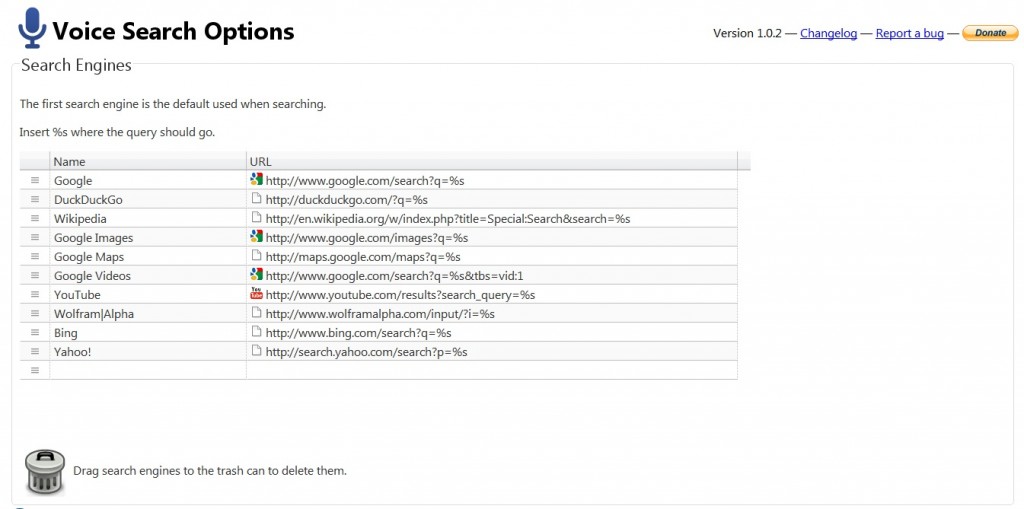 Voice Search Options
Version 1.0.2 — Changelog — Report a bug — Donate
Search Engines
The first search engine is the default used when searching.
Insert %s where the query should go.
Name URL
Google http://www.google.com/search?q=%s
DuckDuckGo http://duckduckgo.com/?q=%s
Wikipedia http://en.wikipedia.org/w/index.php?title=Special:Search&search=%s
Google Images http://www.google.com/images?q=%s
Google Maps http://maps.google.com/maps?q=%s
Google Videos http://www.google.com/search?q=%s&tbs=vid:1
YouTube You Tube http://www.youtube.com/results?search_query=%s
Wolfram|Alpha http://www.wolframalpha.com/input/?i=%s
Bing http://www.bing.com/search?q=%s
Yahoo! http://search.yahoo.com/search?p=%s
Drag search engines to the trash can to delete them.